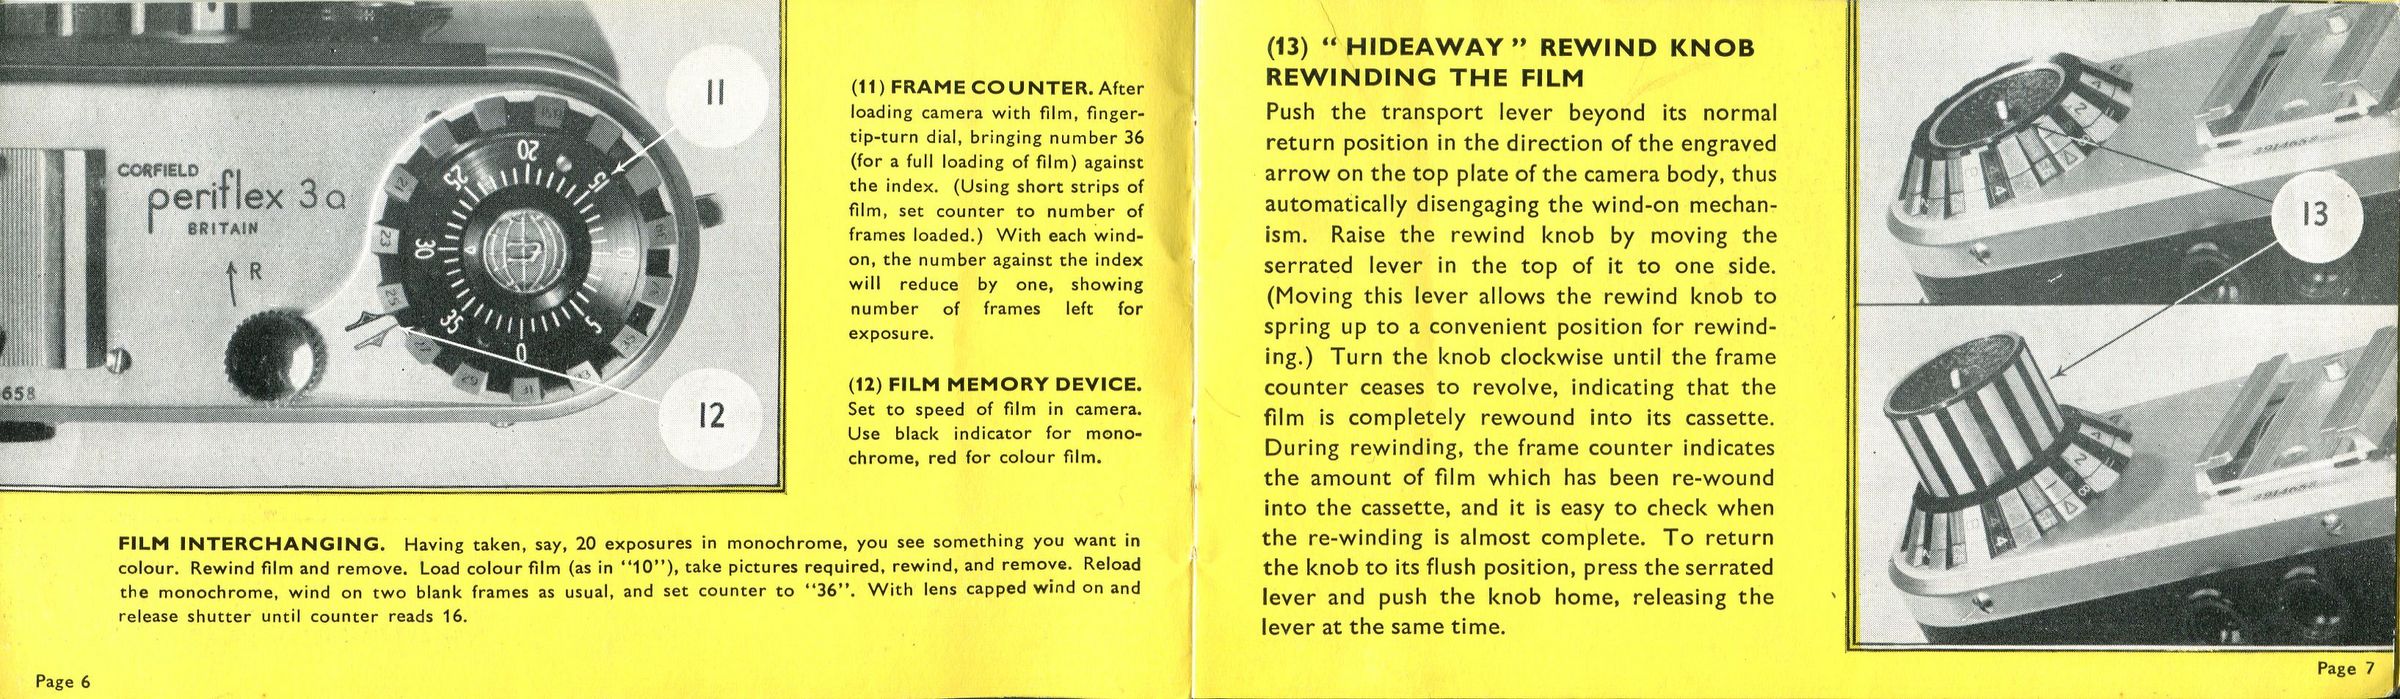 CORFIELD
periflex 3a
BRITAIN
R
658
20
25
15
30
35
5
0
21
23
25
27
11
12
(11) FRAME COUNTER. After
loading camera with film, finger-
tip-turn dial, bringing number 36
(for a full loading of film) against
the index. (Using short strips of
film, set counter to number of
frames loaded.) With each wind-
on, the number against the index
will reduce by one, showing
number of frames left for
exposure.
(12) FILM MEMORY DEVICE.
Set to speed of film in camera.
Use black indicator for mono-
chrome, red for colour film.
FILM INTERCHANGING. Having taken, say, 20 exposures in monochrome, you see something you want in
colour. Rewind film and remove. Load colour film (as in "10"), take pictures required, rewind, and remove. Reload
the monochrome, wind on two blank frames as usual, and set counter to "36". With lens capped wind on and
release shutter until counter reads 16.
Page 6
(13) "HIDEAWAY" REWIND KNOB
REWINDING THE FILM
Push the transport lever beyond its normal
return position in the direction of the engraved
arrow on the top plate of the camera body, thus
automatically disengaging the wind-on mechan-
ism. Raise the rewind knob by moving the
serrated lever in the top of it to one side.
(Moving this lever allows the rewind knob to
spring up to a convenient position for rewind-
ing.) Turn the knob clockwise until the frame
counter ceases to revolve, indicating that the
film is completely rewound into its cassette.
During rewinding, the frame counter indicates
the amount of film which has been re-wound
into the cassette, and it is easy to check when
the re-winding is almost complete. To return
the knob to its flush position, press the serrated
lever and push the knob home, releasing the
lever at the same time.
13
Page 7